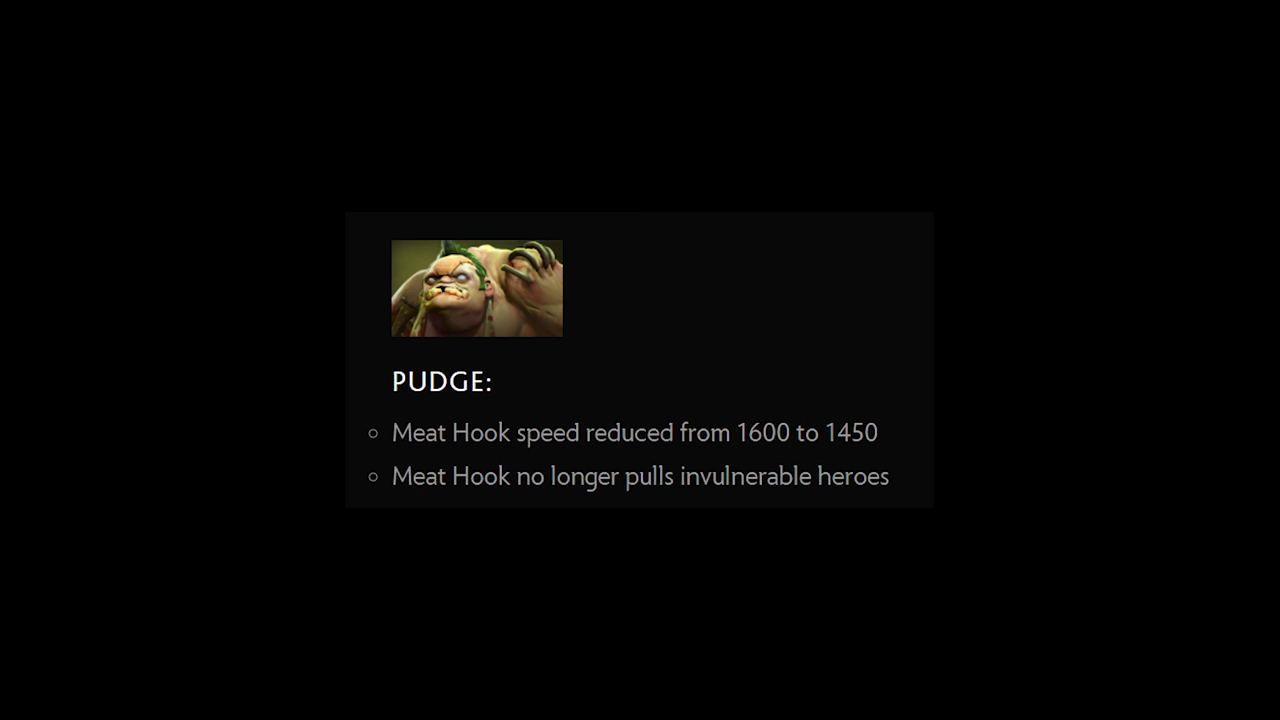 PUDGE:
Meat Hook speed reduced from 1600 to 1450
Meat Hook no longer pulls invulnerable heroes